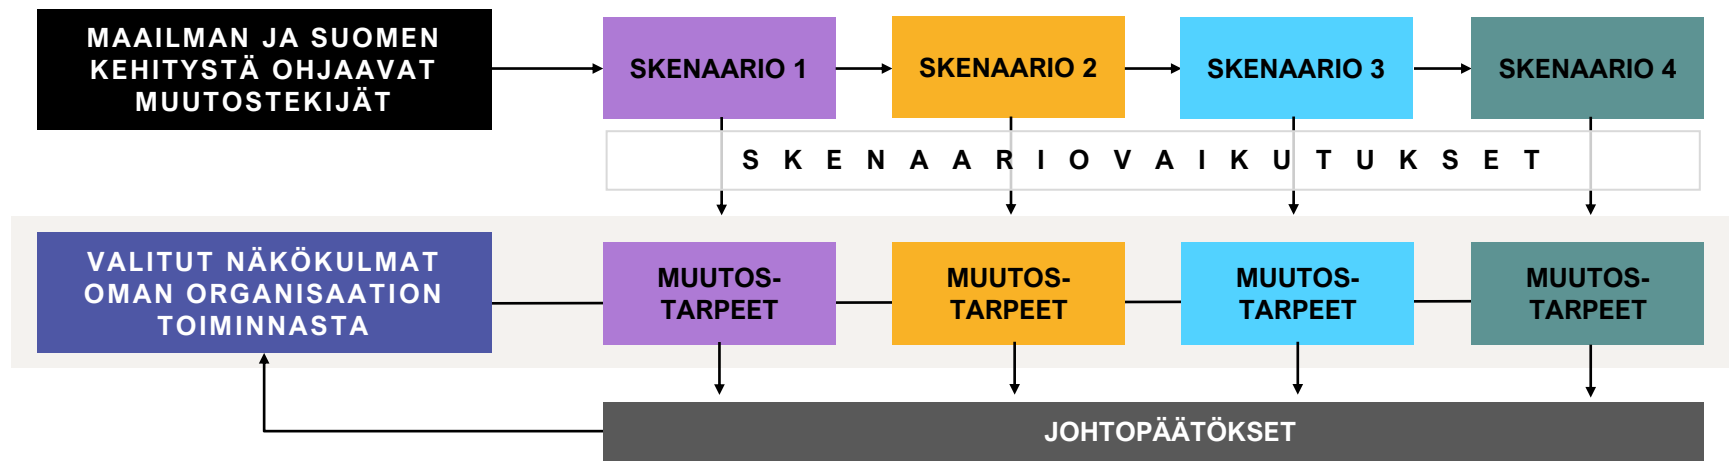 MAAILMAN JA SUOMEN
KEHITYSTÄ OHJAAVAT
MUUTOSTEKIJÄT
SKENAARIO 1
SKENAARIO 2
SKENAARIO 3
SKENAARIO 4
SKENAARIOVAIKUTUKSET
VALITUT NÄKÖKULMAT
OMAN ORGANISAATION
TOIMINNASTA
MUUTOS-
TARPEET
MUUTOS-
TARPEET
MUUTOS-
TARPEET
MUUTOS-
TARPEET
JOHTOPÄÄTÖKSET